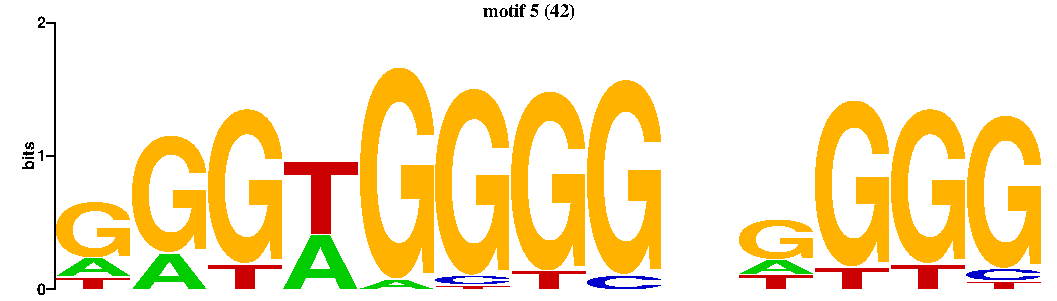 motif 5 (42)
2
1
0
bits
G G G T G G G G G G G G
A A T A A C T C A T T C
T T T T